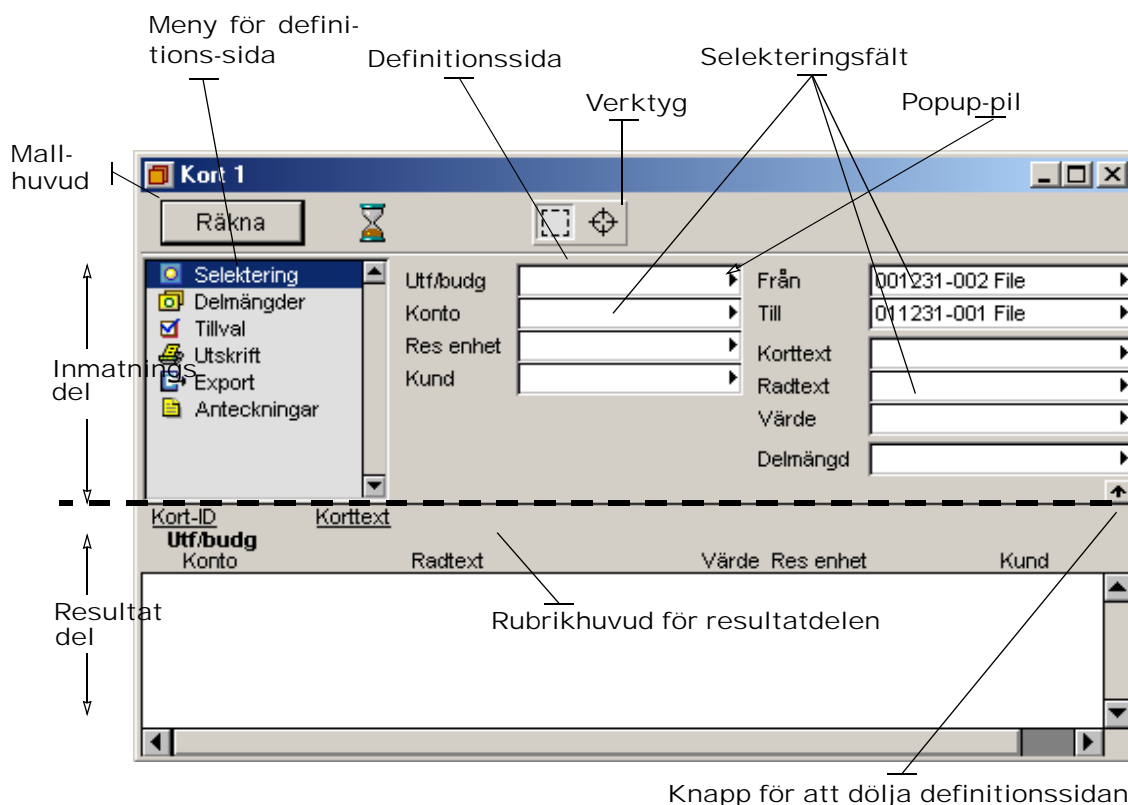 Meny för defini-
tions-sida
Definitionssida
Selekteringsfält
Verktyg
Popup-pil
Mall-
huvud
Kort 1
Räkna
Selektering
Delmängder
Tillval
Utskrift
Export
Anteckningar
Utf/budg
Konto
Res enhet
Kund
Från 001231-002 File
Till 011231-001 File
Korttext
Radtext
Värde
Delmängd
Inmatnings
del
Kort-ID Korttext
Utf/budg
Konto Radtext Värde Res enhet Kund
Resultat
del
Rubrikhuvud för resultatdelen
Knapp för att dölja definitionssidan